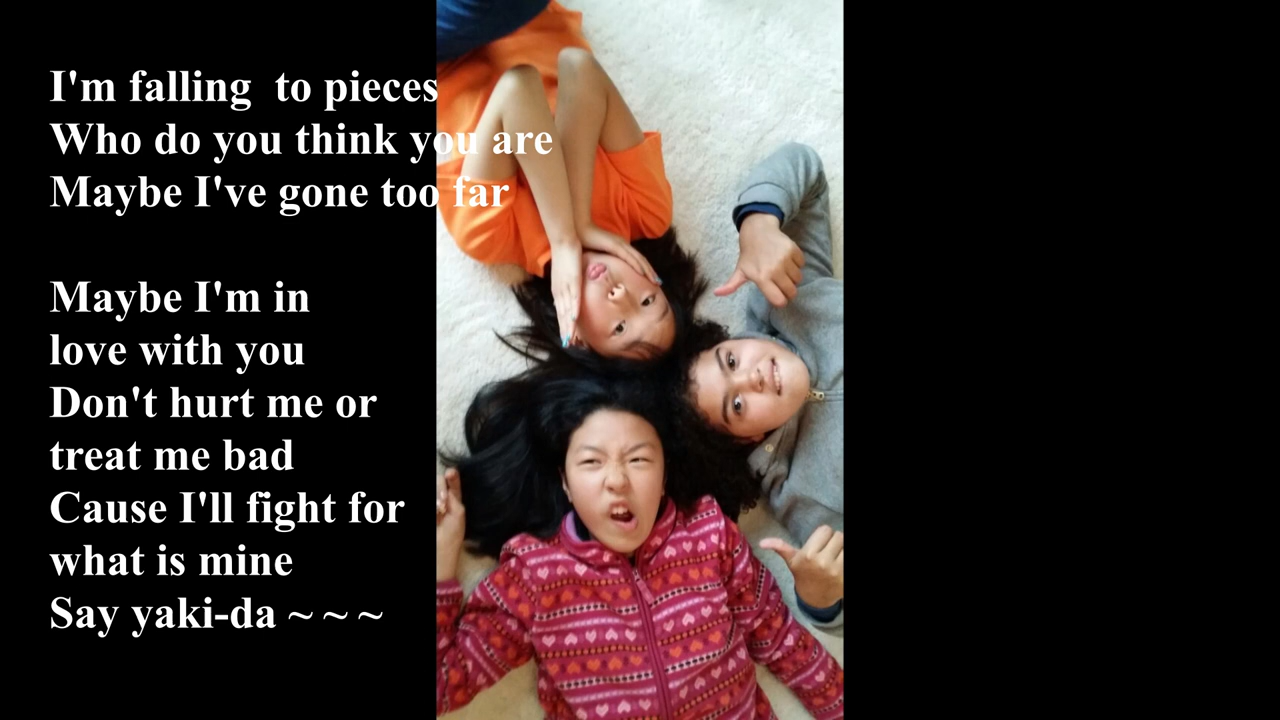 I'm falling  to pieces
Who do you think you are
Maybe I've gone too far
Maybe I'm in
love with you
Don't hurt me or
treat me bad
Cause I'll fight for
what is mine
Say yaki-da ~ ~ ~